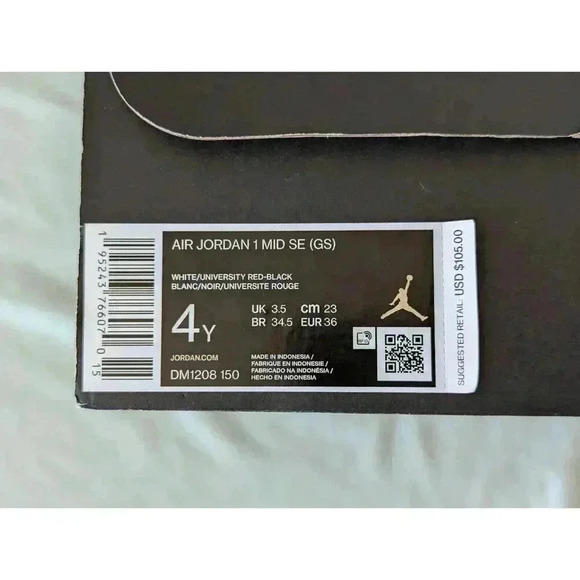 AIR JORDAN 1 MID SE (GS)
WHITE/UNIVERSITY RED-BLACK
BLANC/NOIR/UNIVERSITE ROUGE
4Y
UK 3.5 cm 23
BR 34.5 EUR 36
JORDAN.COM
DM1208 150
MADE IN INDONESIA /
FABRIQUE EN INDONESIE /
FABRICADO NA INDONÉSIA /
HECHO EN INDONESIA
SUGGESTED RETAIL: USD $105.00
1 95243 76607 0 15